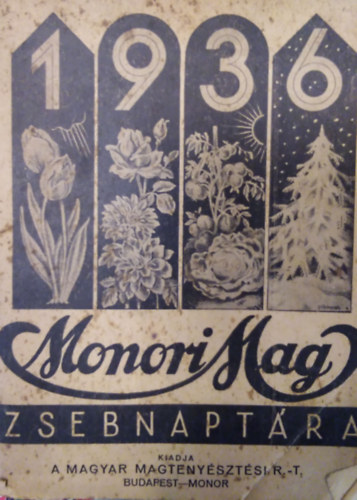 1936
Monori Mag
ZSEBNAPTÁRA
KIADJA
A MAGYAR MAGTENYÉSZTÉSI R.-T,
BUDAPEST—MONOR